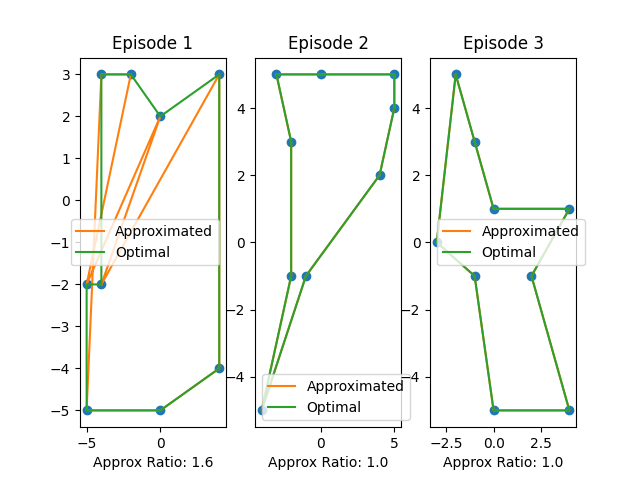 Episode 1
3
2
1
0
−1
−2
−3
−4
−5
−5
0
Approximated
Optimal
Approx Ratio: 1.6
Episode 2
4
2
0
−2
−4
0
5
Approximated
Optimal
Approx Ratio: 1.0
Episode 3
4
2
0
−2
−4
−2.5
0.0
2.5
Approximated
Optimal
Approx Ratio: 1.0